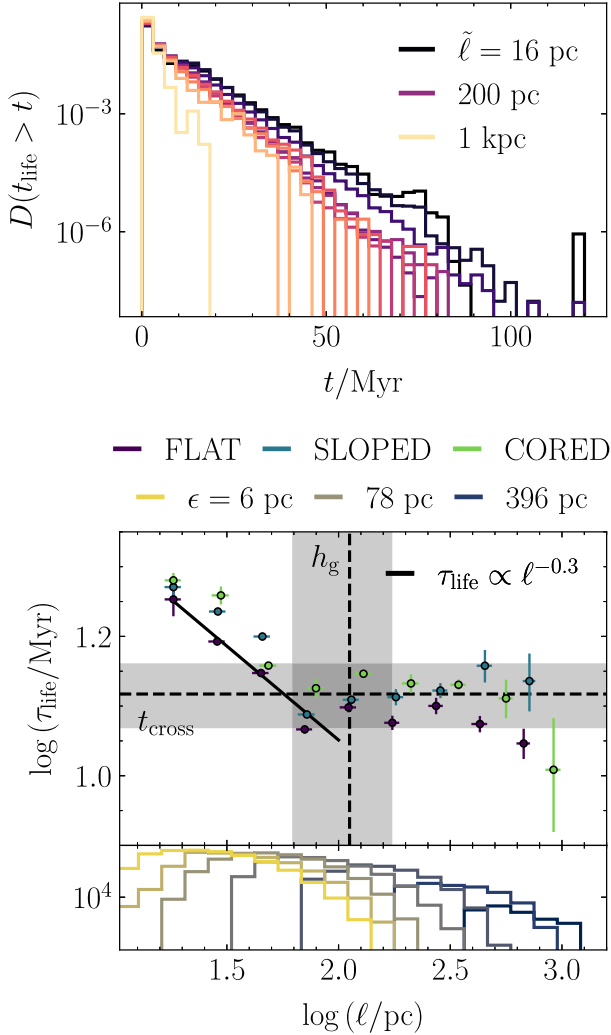 D(t_life > t)
10^−3
10^−6
ℓ̃ = 16 pc
200 pc
1 kpc
0
50
100
t/Myr
FLAT
SLOPED
CORED
ϵ = 6 pc
78 pc
396 pc
log (τ_life/Myr)
1.2
1.0
h_g
τ_life ∝ ℓ^−0.3
t_cross
10^4
1.5
2.0
2.5
3.0
log (ℓ/pc)